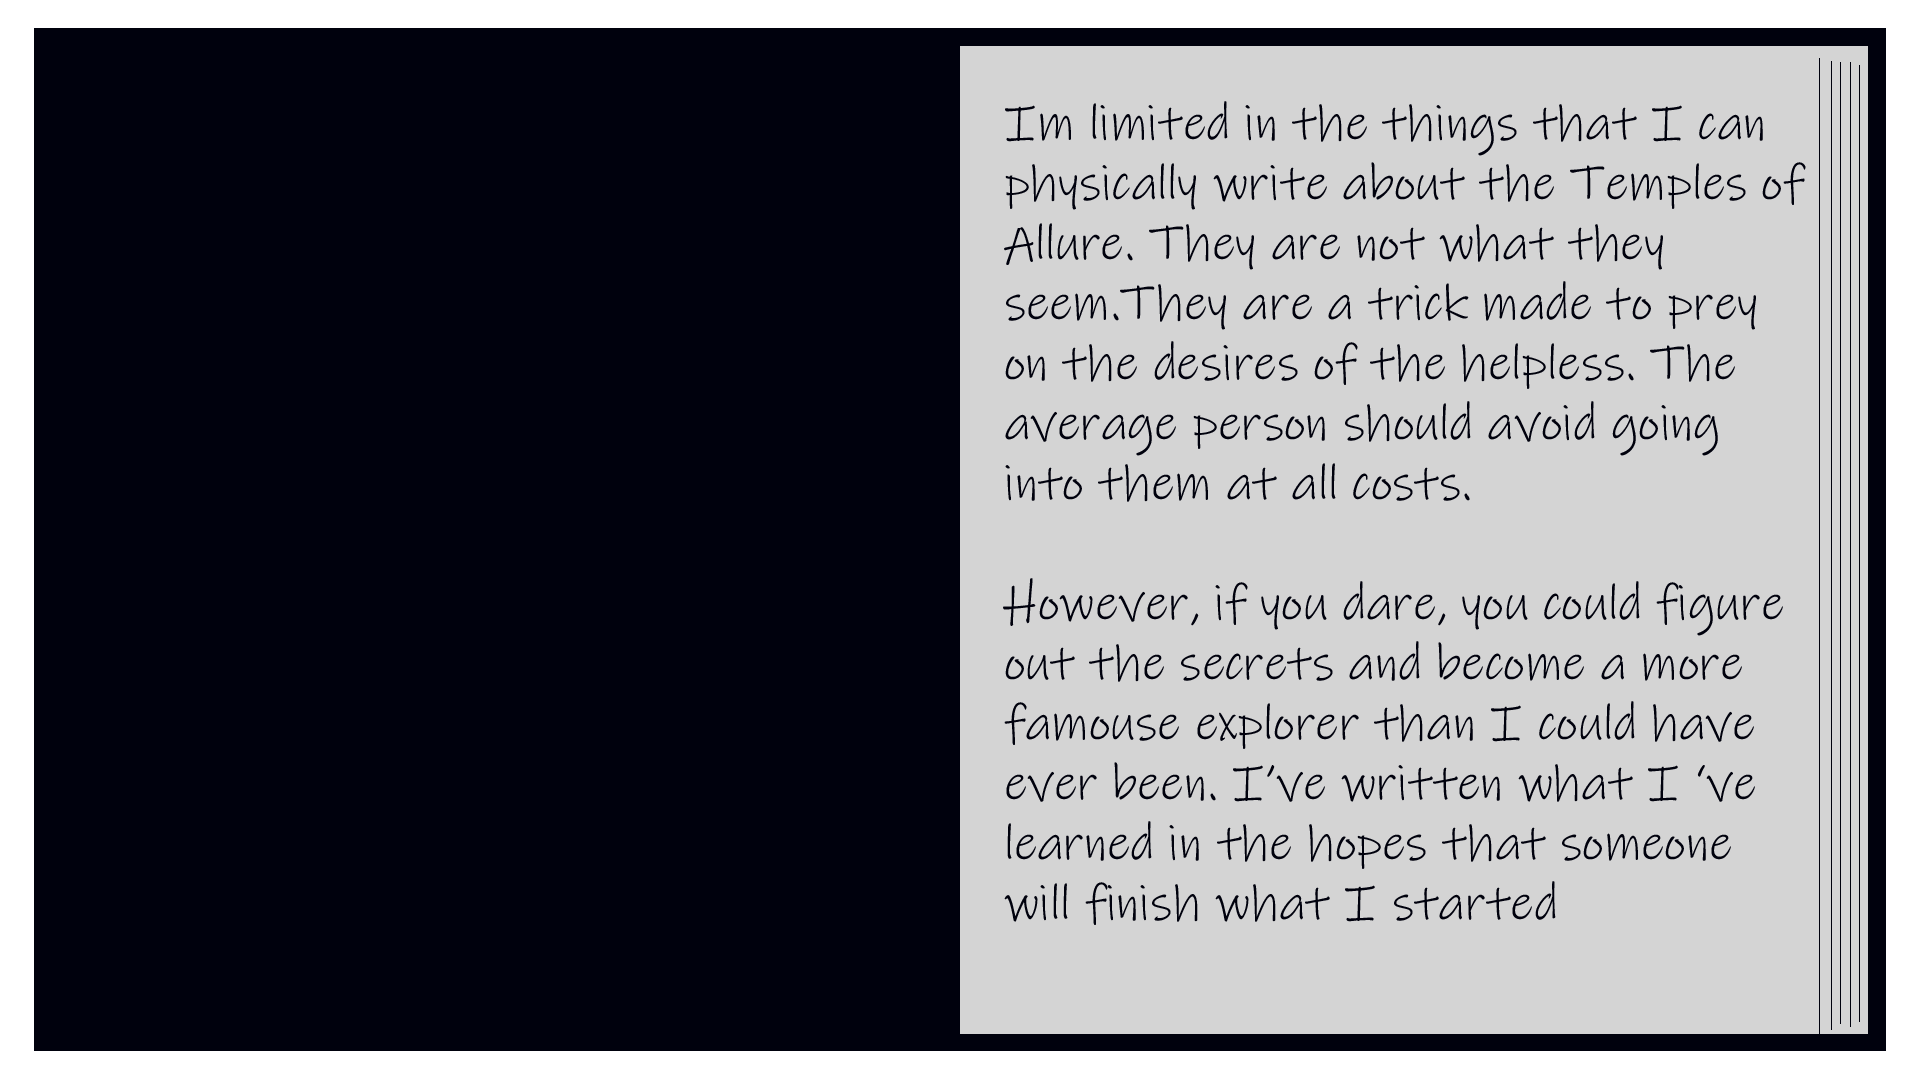 Im limited in the things that I can
physically write about the Temples of
Allure. They are not what they
seem.They are a trick made to prey
on the desires of the helpless. The
average person should avoid going
into them at all costs.
However, if you dare, you could figure
out the secrets and become a more
famouse explorer than I could have
ever been. I’ve written what I ‘ve
learned in the hopes that someone
will finish what I started